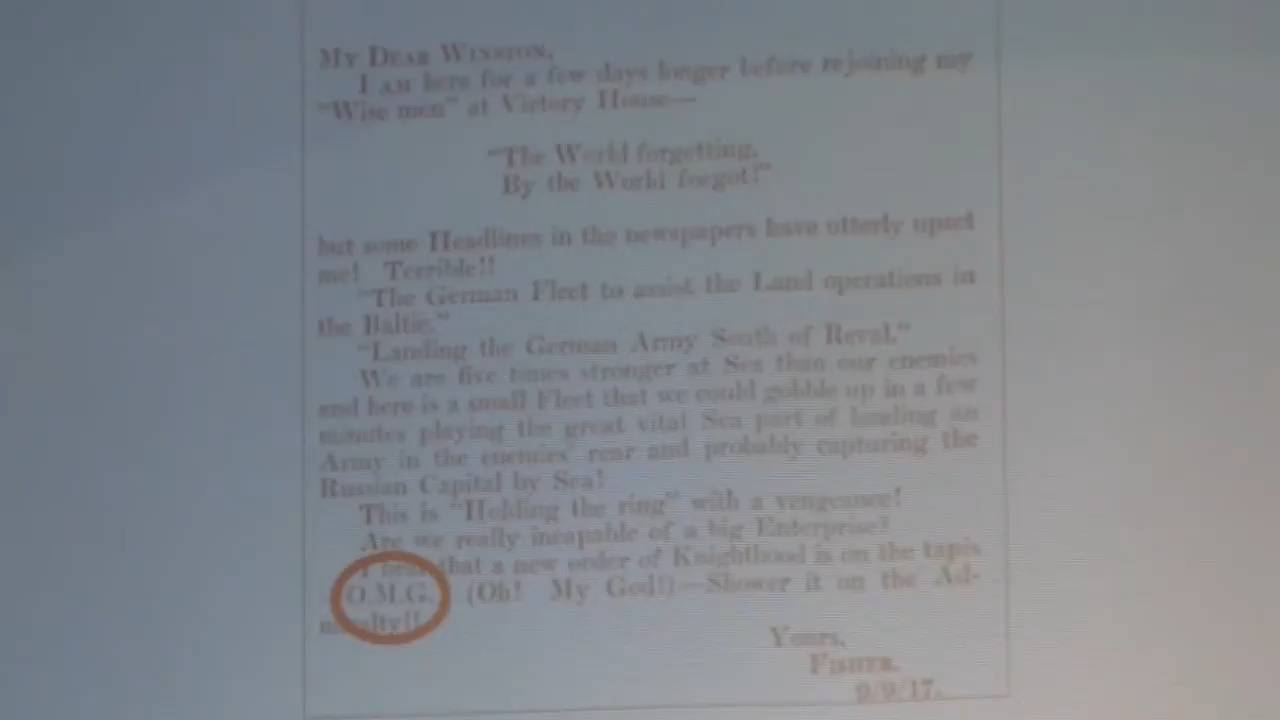 My Dear Winston,
I am here for a few days longer before rejoining my
"Wise men" at Victory House—
"The World forgetting,
By the World forgot!"
but some Headlines in the newspapers have utterly upset
me! Terrible!!
"The German Fleet to assist the Land operations in
the Baltic."
"Landing the German Army South of Reval."
We are five times stronger at Sea than our enemies
and here is a small Fleet that we could gobble up in a few
minutes playing the great vital Sea part of landing an
Army in the enemies' rear and probably capturing the
Russian Capital by Sea!
This is "Holding the ring" with a vengeance!
Are we really incapable of a big Enterprise?
I hear that a new order of Knighthood is on the tapis
O.M.G. (Oh! My God!)—Shower it on the Ad-
miralty!!
Yours,
Fisher.
9/9/17.